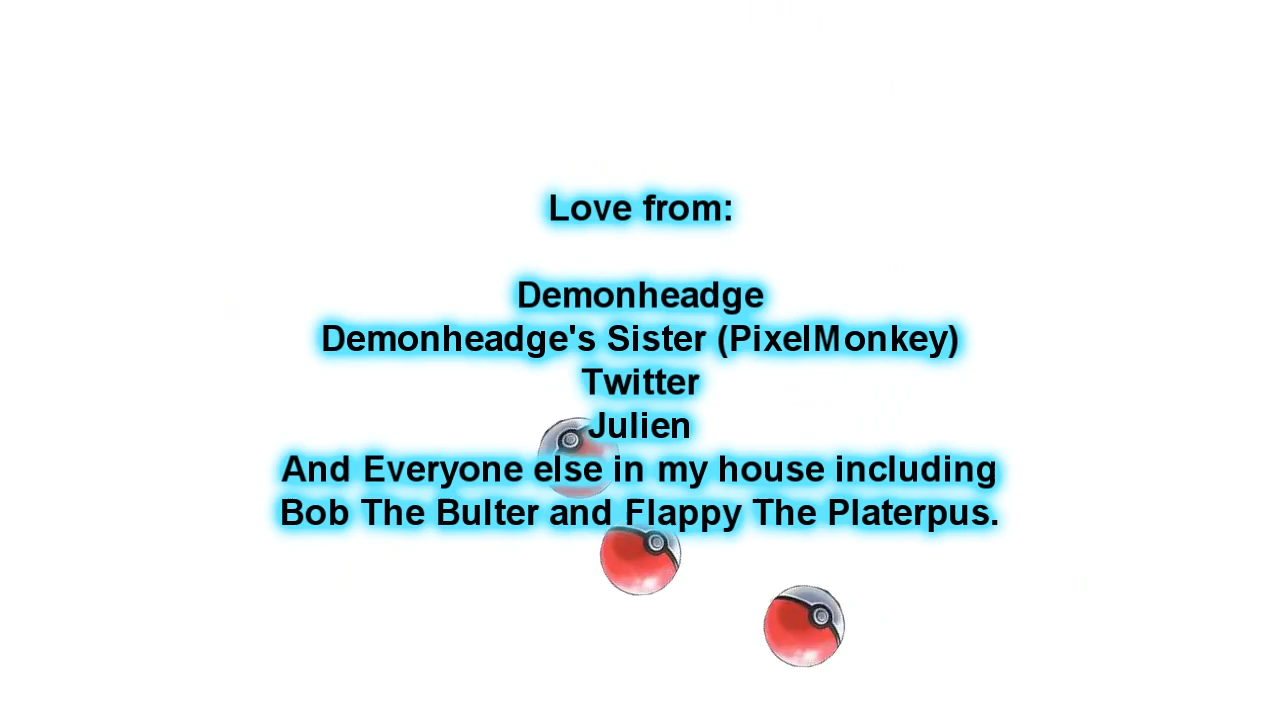 Love from:
Demonheadge
Demonheadge's Sister (PixelMonkey)
Twitter
Julien
And Everyone else in my house including
Bob The Bulter and Flappy The Platerpus.